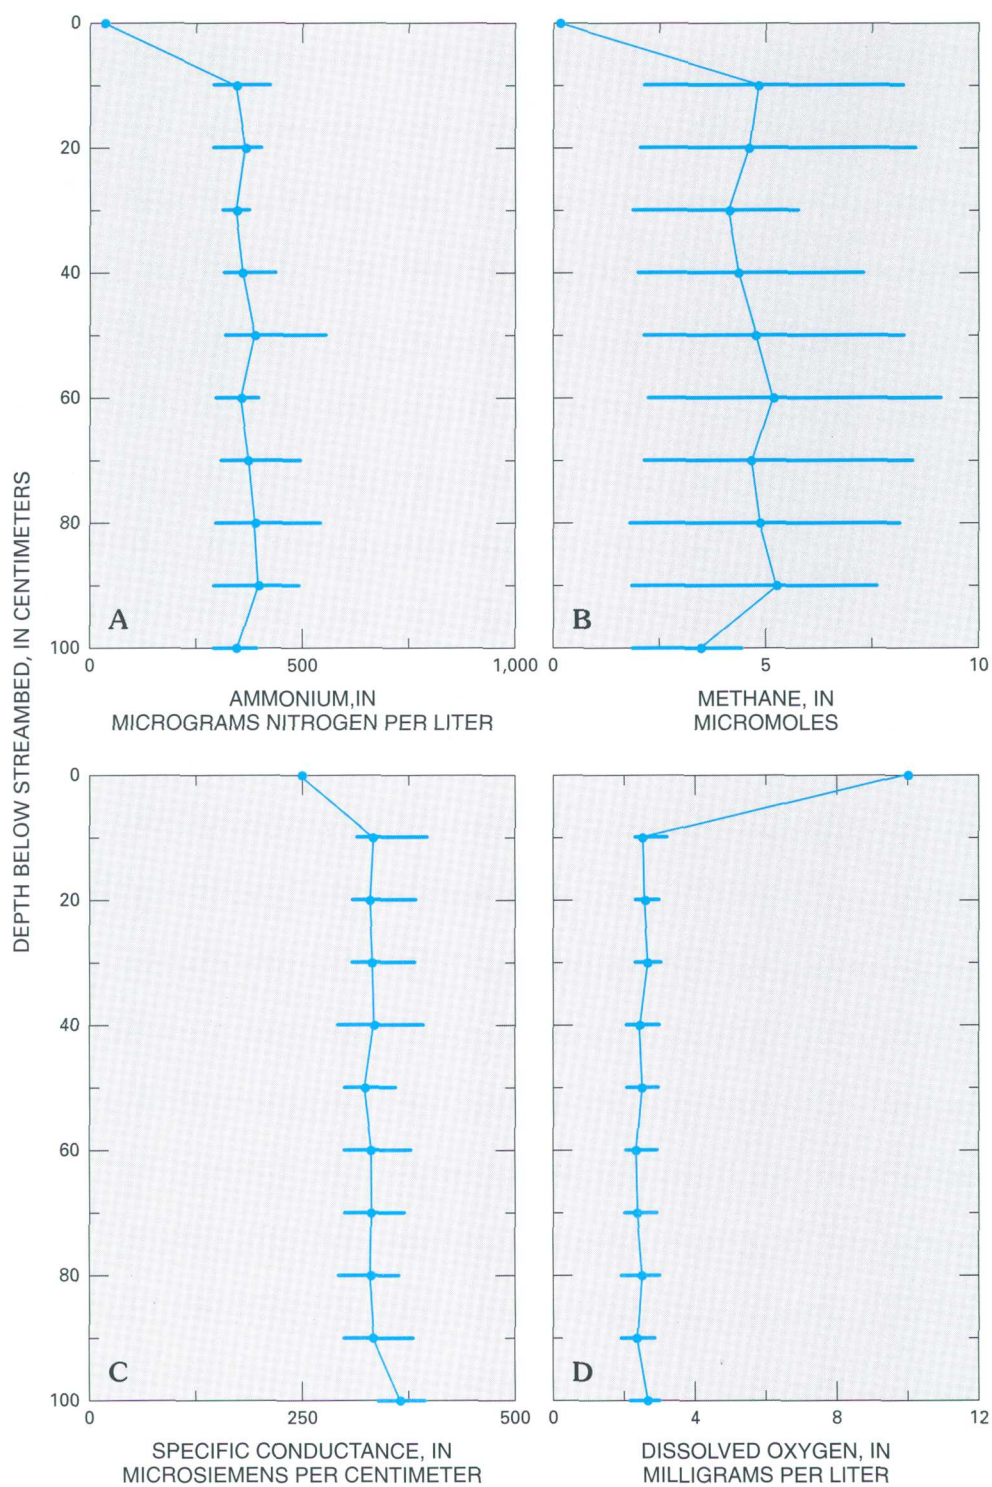 0
20
40
60
80
100
A
B
0
500
1,000
0
5
10
AMMONIUM,IN
MICROGRAMS NITROGEN PER LITER
METHANE, IN
MICROMOLES
DEPTH BELOW STREAMBED, IN CENTIMETERS
0
20
40
60
80
100
C
D
0
250
500
0
4
8
12
SPECIFIC CONDUCTANCE, IN
MICROSIEMENS PER CENTIMETER
DISSOLVED OXYGEN, IN
MILLIGRAMS PER LITER